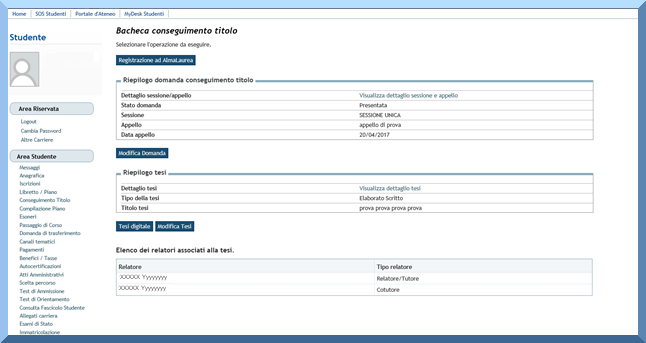 Home SOS Studenti Portale d'Ateneo MyDesk Studenti
Studente
Area Riservata
Logout
Cambia Password
Altre Carriere
Area Studente
Messaggi
Anagrafica
Iscrizioni
Libretto / Piano
Conseguimento Titolo
Compilazione Piano
Esoneri
Passaggio di Corso
Domanda di trasferimento
Canali tematici
Pagamenti
Benefici / Tasse
Autocertificazioni
Atti Amministrativi
Scelta percorso
Test di Ammissione
Test di Orientamento
Consulta Fascicolo Studente
Allegati carriera
Esami di Stato
Immatricolazione
Bacheca conseguimento titolo
Selezionare l'operazione da eseguire.
Registrazione ad AlmaLaurea
Riepilogo domanda conseguimento titolo
Dettaglio sessione/appello Visualizza dettaglio sessione e appello
Stato domanda Presentata
Sessione SESSIONE UNICA
Appello appello di prova
Data appello 20/04/2017
Modifica Domanda
Riepilogo tesi
Dettaglio tesi Visualizza dettaglio tesi
Tipo della tesi Elaborato Scritto
Titolo tesi prova prova prova prova
Tesi digitale Modifica Tesi
Elenco dei relatori associati alla tesi.
Relatore Tipo relatore
XXXXX Yyyyyyy Relatore/Tutore
XXXXX Yyyyyyy Cotutore